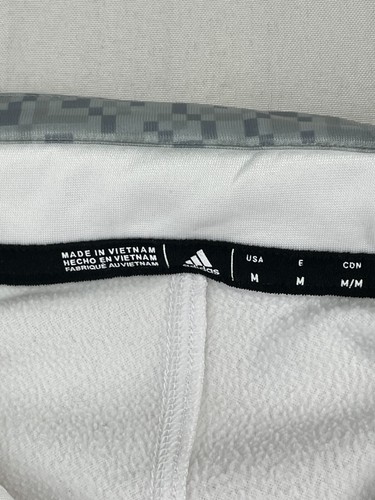 MADE IN VIETNAM
HECHO EN VIETNAM
FABRIQUÉ AU VIETNAM
adidas
USA E CDN
M M M/M